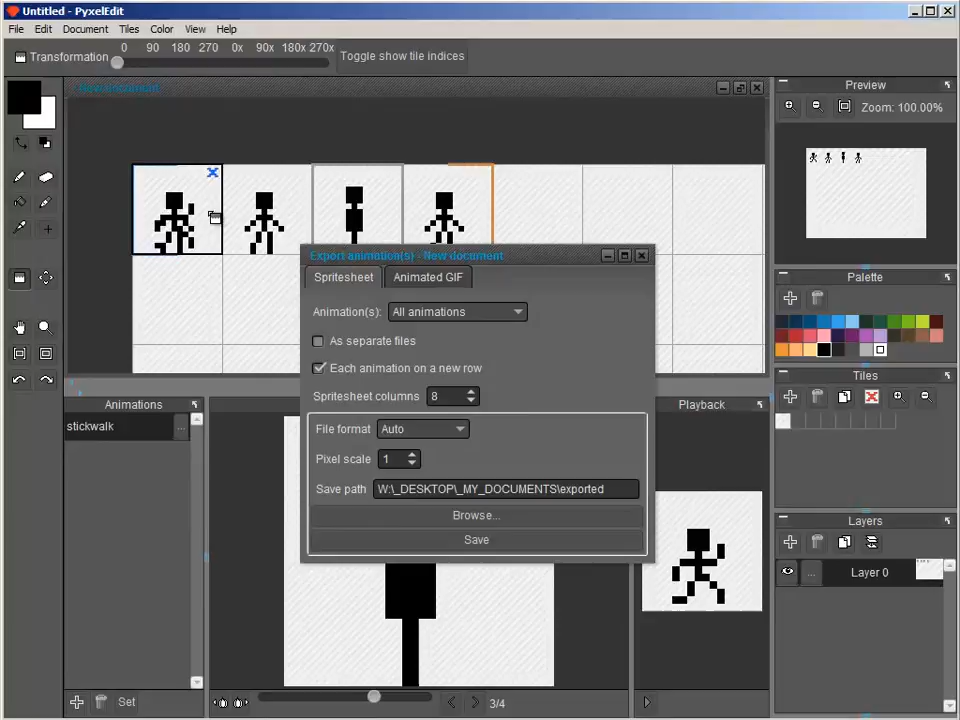 Untitled - PyxelEdit
File Edit Document Tiles Color View Help
Transformation 0 90 180 270 0x 90x 180x 270x Toggle show tile indices
New document
Preview
Zoom: 100.00%
Export animation(s) - New document
Spritesheet Animated GIF
Animation(s): All animations
As separate files
Each animation on a new row
Spritesheet columns 8
File format Auto
Pixel scale 1
Save path W:\_DESKTOP\_MY_DOCUMENTS\exported
Browse...
Save
Palette
Tiles
Animations
stickwalk ...
Playback
Layers
... Layer 0
Set
3/4